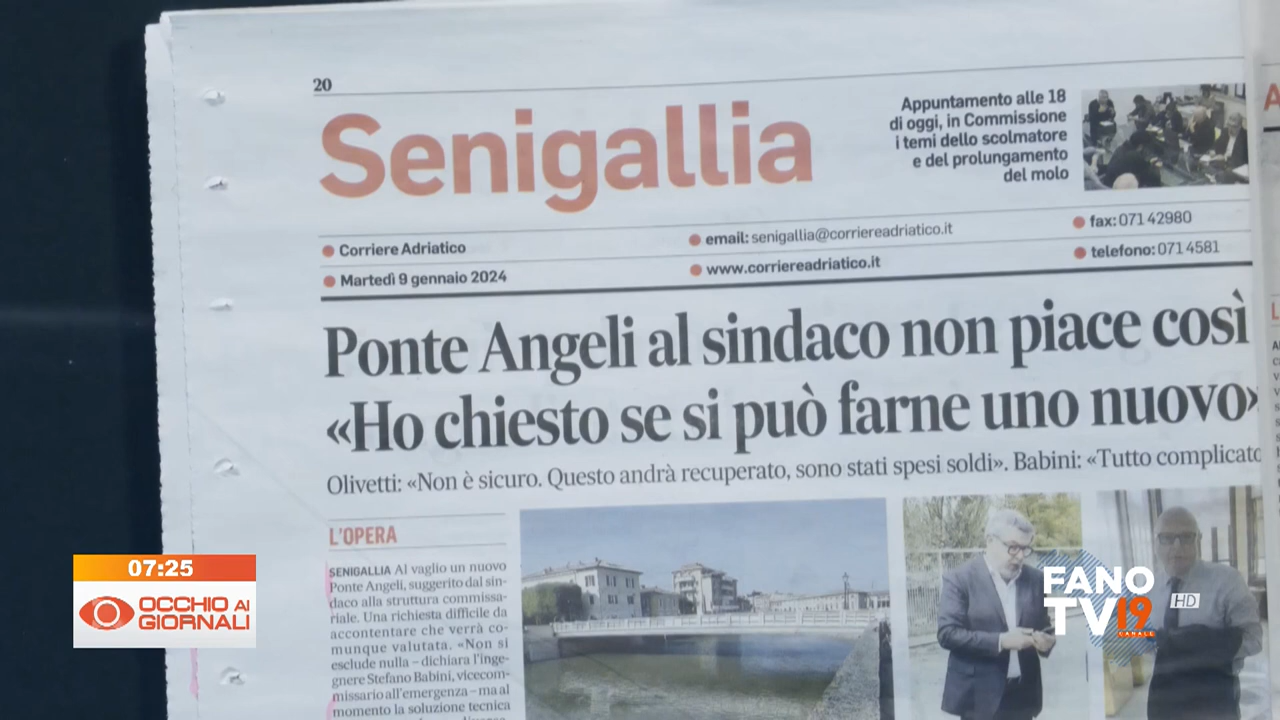 20
Senigallia
Appuntamento alle 18
di oggi, in Commissione
i temi dello scolmatore
e del prolungamento
del molo
Corriere Adriatico
Martedì 9 gennaio 2024
email: senigallia@corriereadriatico.it
www.corriereadriatico.it
fax: 071 42980
telefono: 071 4581
Ponte Angeli al sindaco non piace così
«Ho chiesto se si può farne uno nuovo»
Olivetti: «Non è sicuro. Questo andrà recuperato, sono stati spesi soldi». Babini: «Tutto complicato
L'OPERA
SENIGALLIA Al vaglio un nuovo
Ponte Angeli, suggerito dal sin-
daco alla struttura commissa-
riale. Una richiesta difficile da
accontentare che verrà co-
munque valutata. «Non si
esclude nulla – dichiara l'inge-
gnere Stefano Babini, vicecom-
missario all'emergenza – ma al
momento la soluzione tecnica
07:25
OCCHIO AI
GIORNALI
FANO
TV19
CANALE
HD